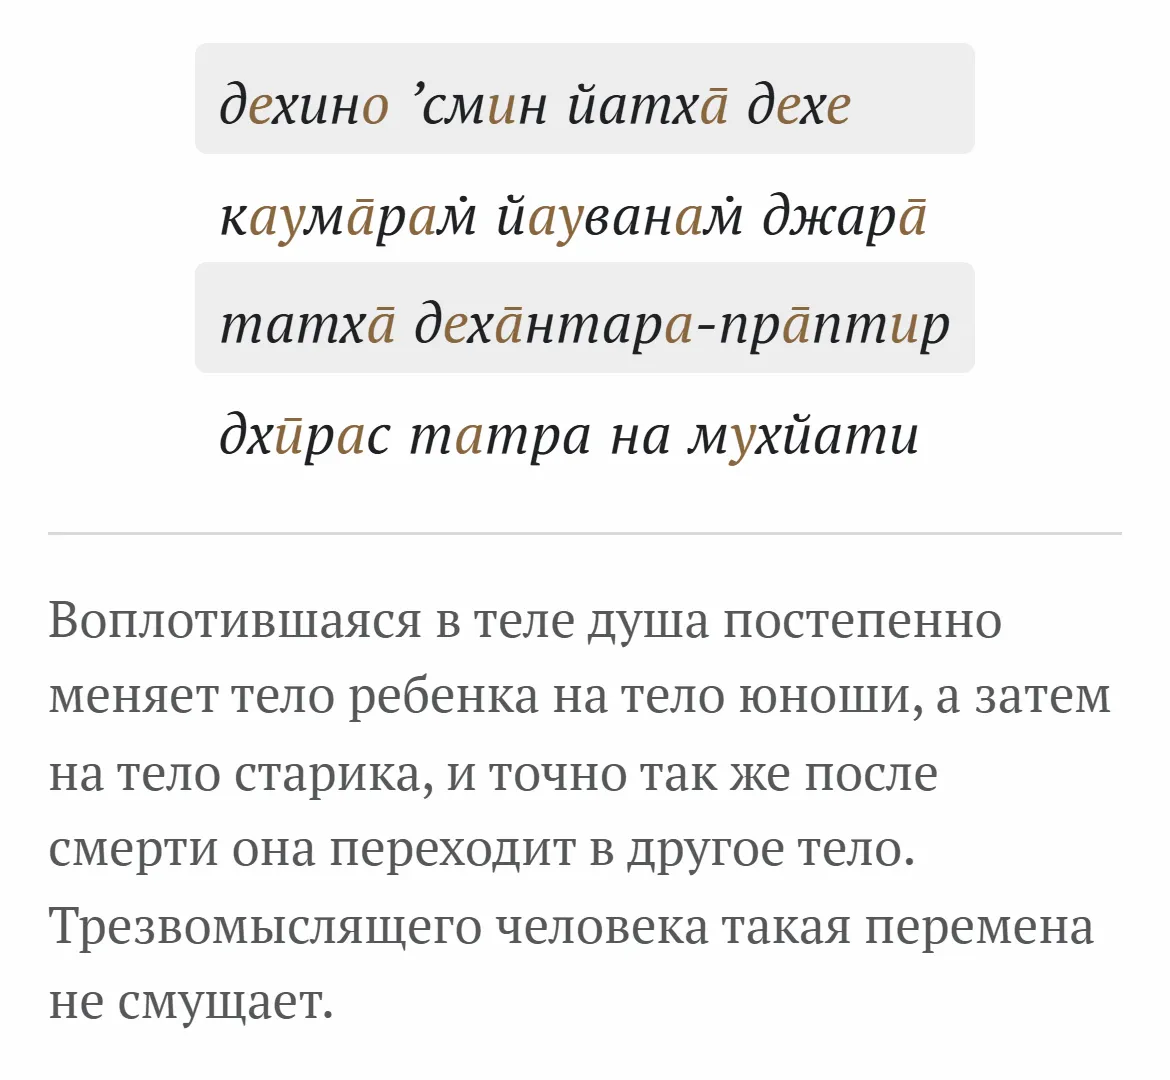 дехино ’смин йатха̄ дехе
каума̄рам̇ йауванам̇ джара̄
татха̄ деха̄нтара-пра̄птир
дхӣрас татра на мухйати
Воплотившаяся в теле душа постепенно
меняет тело ребенка на тело юноши, а затем
на тело старика, и точно так же после
смерти она переходит в другое тело.
Трезвомыслящего человека такая перемена
не смущает.